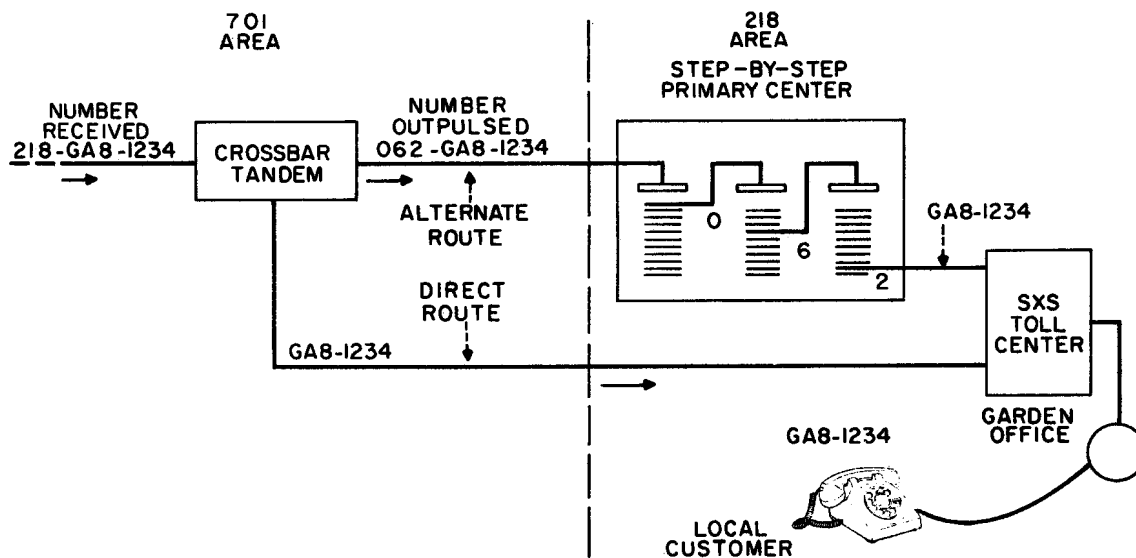 701
AREA
218
AREA
STEP-BY-STEP
PRIMARY CENTER
NUMBER
RECEIVED
218-GA8-1234
CROSSBAR
TANDEM
NUMBER
OUTPULSED
062-GA8-1234
ALTERNATE
ROUTE
0
6
2
GA8-1234
DIRECT
ROUTE
GA8-1234
SXS
TOLL
CENTER
GARDEN
OFFICE
GA8-1234
LOCAL
CUSTOMER